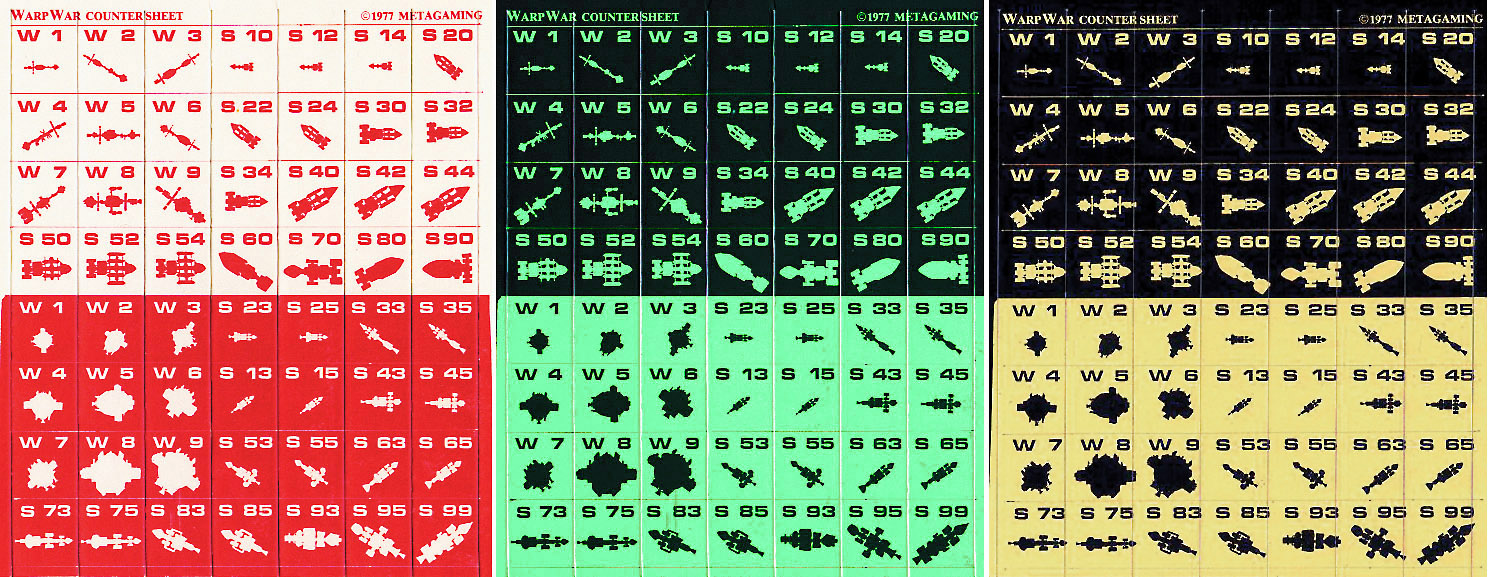 WARPWAR COUNTERSHEET ©1977 METAGAMING
W 1 W 2 W 3 S 10 S 12 S 14 S 20
W 4 W 5 W 6 S 22 S 24 S 30 S 32
W 7 W 8 W 9 S 34 S 40 S 42 S 44
S 50 S 52 S 54 S 60 S 70 S 80 S 90
W 1 W 2 W 3 S 23 S 25 S 33 S 35
W 4 W 5 W 6 S 13 S 15 S 43 S 45
W 7 W 8 W 9 S 53 S 55 S 63 S 65
S 73 S 75 S 83 S 85 S 93 S 95 S 99
WARPWAR COUNTERSHEET ©1977 METAGAMING
W 1 W 2 W 3 S 10 S 12 S 14 S 20
W 4 W 5 W 6 S 22 S 24 S 30 S 32
W 7 W 8 W 9 S 34 S 40 S 42 S 44
S 50 S 52 S 54 S 60 S 70 S 80 S 90
W 1 W 2 W 3 S 23 S 25 S 33 S 35
W 4 W 5 W 6 S 13 S 15 S 43 S 45
W 7 W 8 W 9 S 53 S 55 S 63 S 65
S 73 S 75 S 83 S 85 S 93 S 95 S 99
WARPWAR COUNTERSHEET ©1977 METAGAMING
W 1 W 2 W 3 S 10 S 12 S 14 S 20
W 4 W 5 W 6 S 22 S 24 S 30 S 32
W 7 W 8 W 9 S 34 S 40 S 42 S 44
S 50 S 52 S 54 S 60 S 70 S 80 S 90
W 1 W 2 W 3 S 23 S 25 S 33 S 35
W 4 W 5 W 6 S 13 S 15 S 43 S 45
W 7 W 8 W 9 S 53 S 55 S 63 S 65
S 73 S 75 S 83 S 85 S 93 S 95 S 99